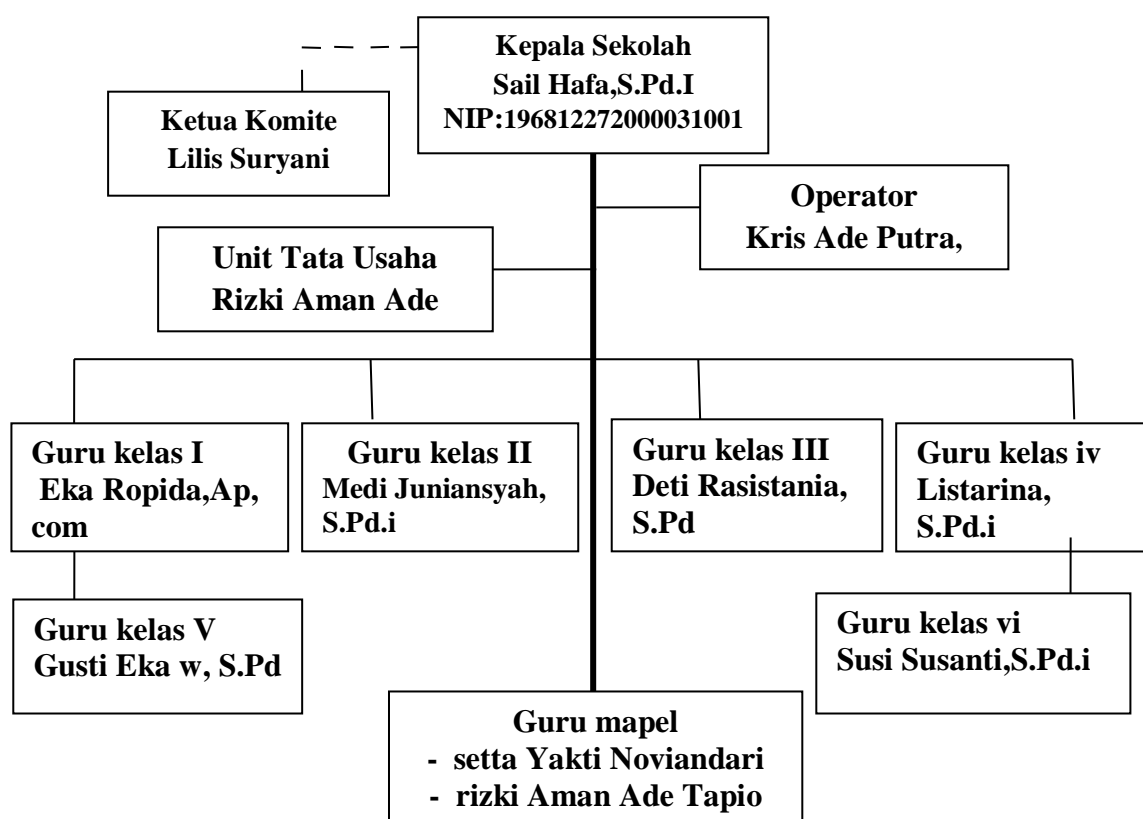 Kepala Sekolah
Sail Hafa,S.Pd.I
NIP:196812272000031001
Ketua Komite
Lilis Suryani
Operator
Kris Ade Putra,
Unit Tata Usaha
Rizki Aman Ade
Guru kelas I
Eka Ropida,Ap,
com
Guru kelas II
Medi Juniansyah,
S.Pd.i
Guru kelas III
Deti Rasistania,
S.Pd
Guru kelas iv
Listarina,
S.Pd.i
Guru kelas V
Gusti Eka w, S.Pd
Guru kelas vi
Susi Susanti,S.Pd.i
Guru mapel
- setta Yakti Noviandari
- rizki Aman Ade Tapio